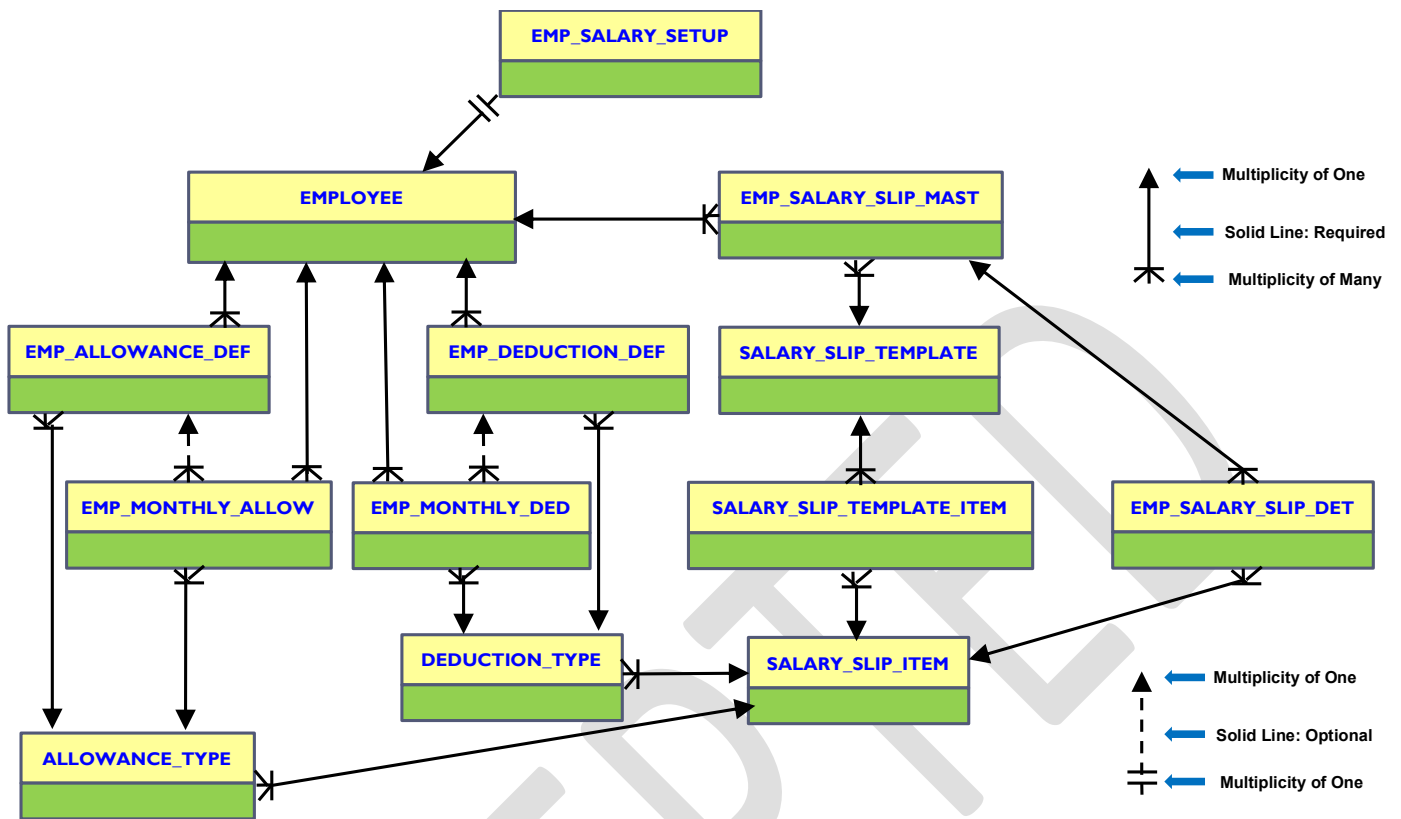 EMP_SALARY_SETUP
EMPLOYEE
EMP_SALARY_SLIP_MAST
Multiplicity of One
Solid Line: Required
Multiplicity of Many
EMP_ALLOWANCE_DEF
EMP_DEDUCTION_DEF
SALARY_SLIP_TEMPLATE
EMP_MONTHLY_ALLOW
EMP_MONTHLY_DED
SALARY_SLIP_TEMPLATE_ITEM
EMP_SALARY_SLIP_DET
DEDUCTION_TYPE
SALARY_SLIP_ITEM
ALLOWANCE_TYPE
Multiplicity of One
Solid Line: Optional
Multiplicity of One